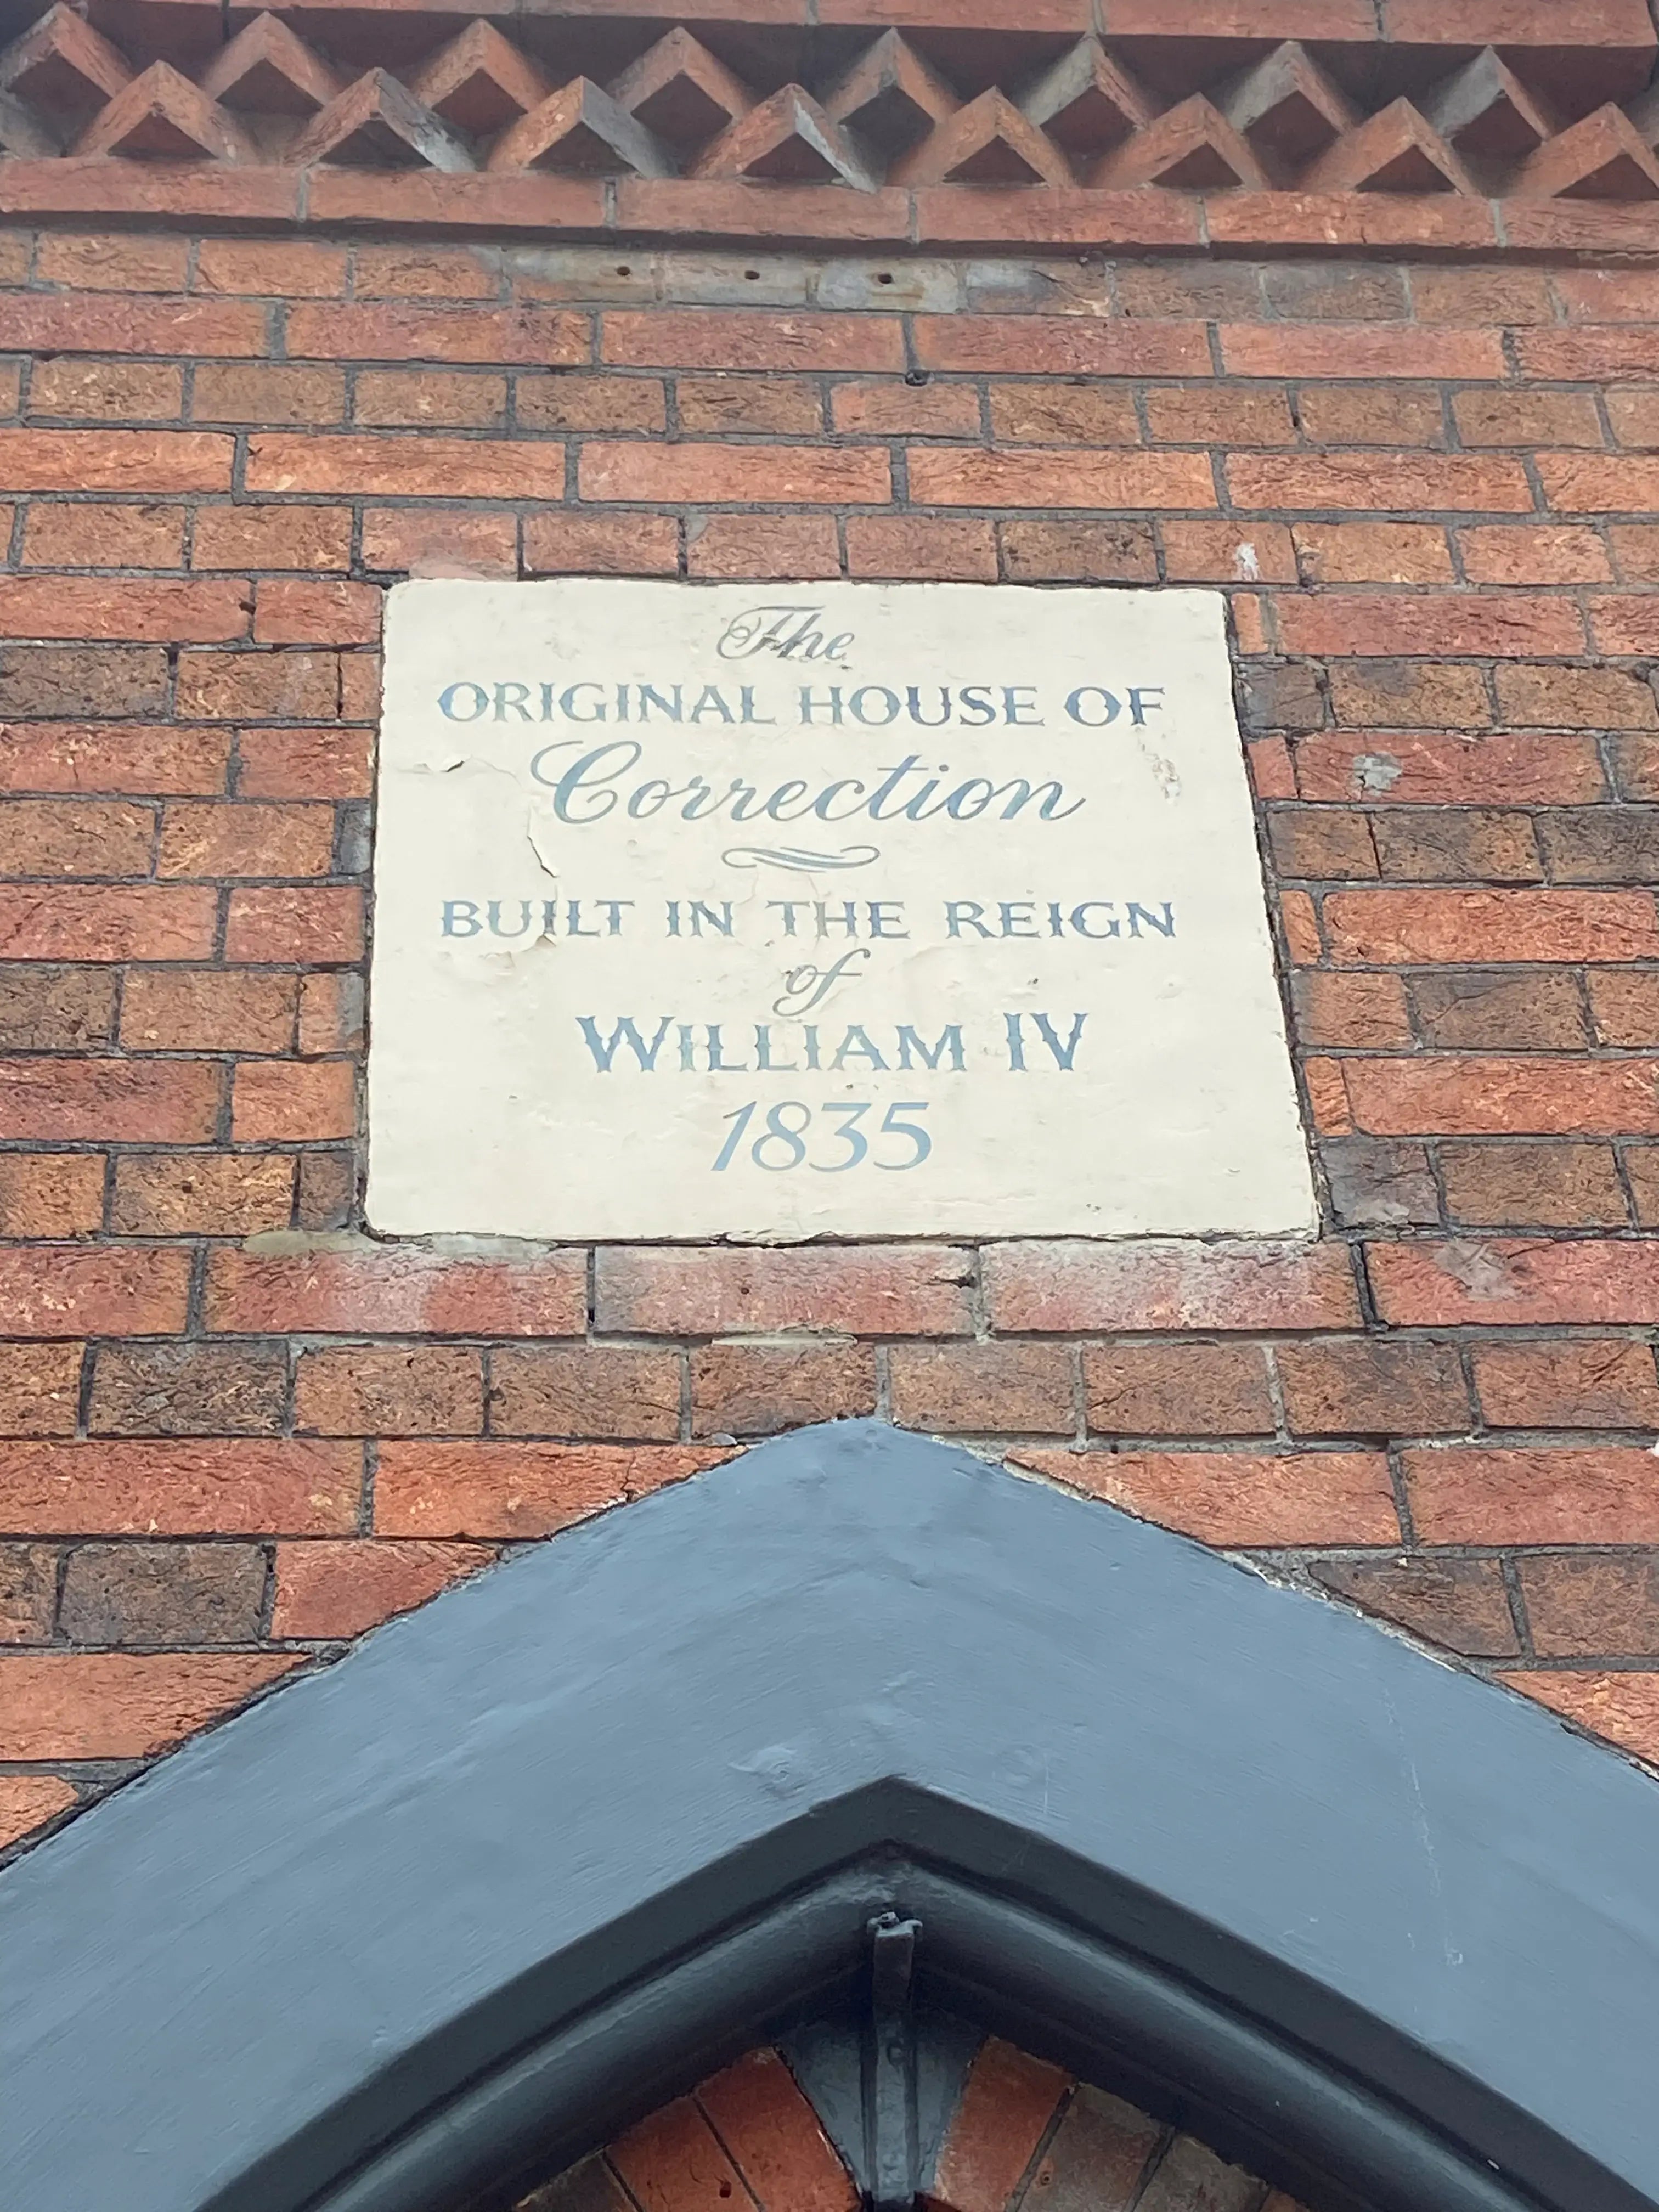 The
ORIGINAL HOUSE OF
Correction
BUILT IN THE REIGN
of
WILLIAM IV
1835